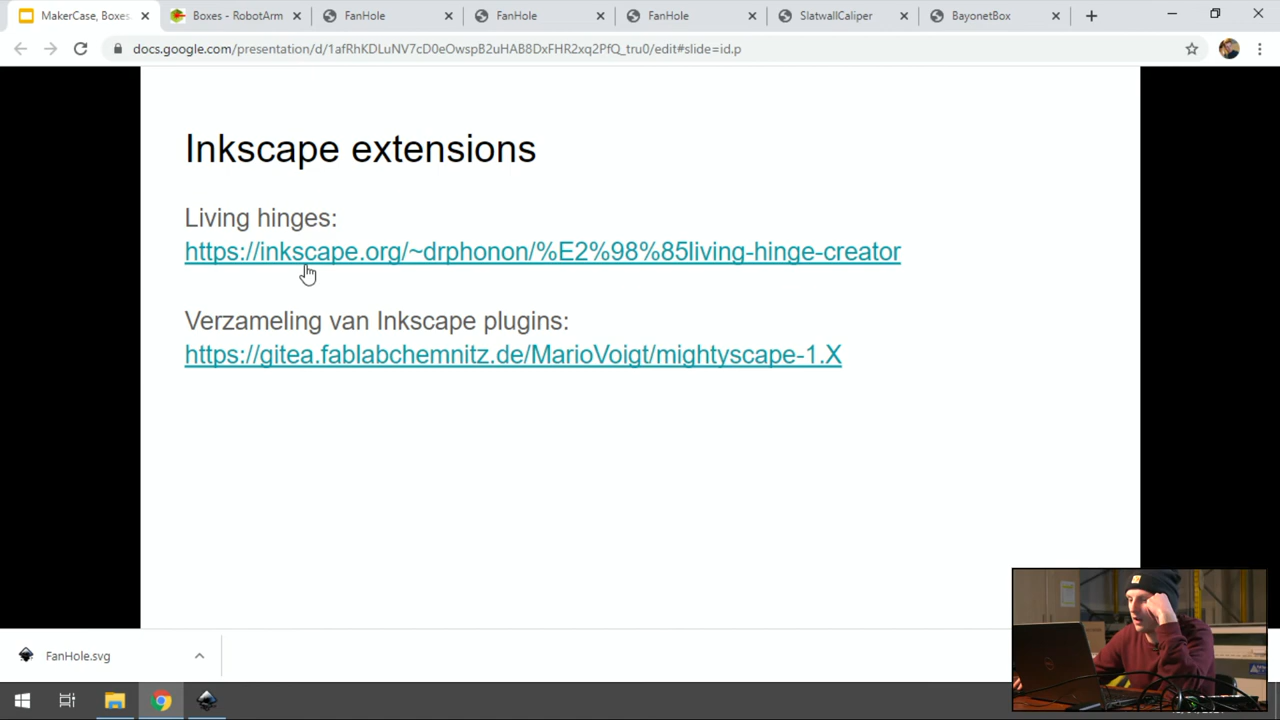 MakerCase, Boxes.
Boxes - RobotArm
FanHole
FanHole
FanHole
SlatwallCaliper
BayonetBox
docs.google.com/presentation/d/1afRhKDLuNV7cD0eOwspB2uHAB8DxFHR2xq2PfQ_tru0/edit#slide=id.p
Inkscape extensions
Living hinges:
https://inkscape.org/~drphonon/%E2%98%85living-hinge-creator
Verzameling van Inkscape plugins:
https://gitea.fablabchemnitz.de/MarioVoigt/mightyscape-1.X
FanHole.svg